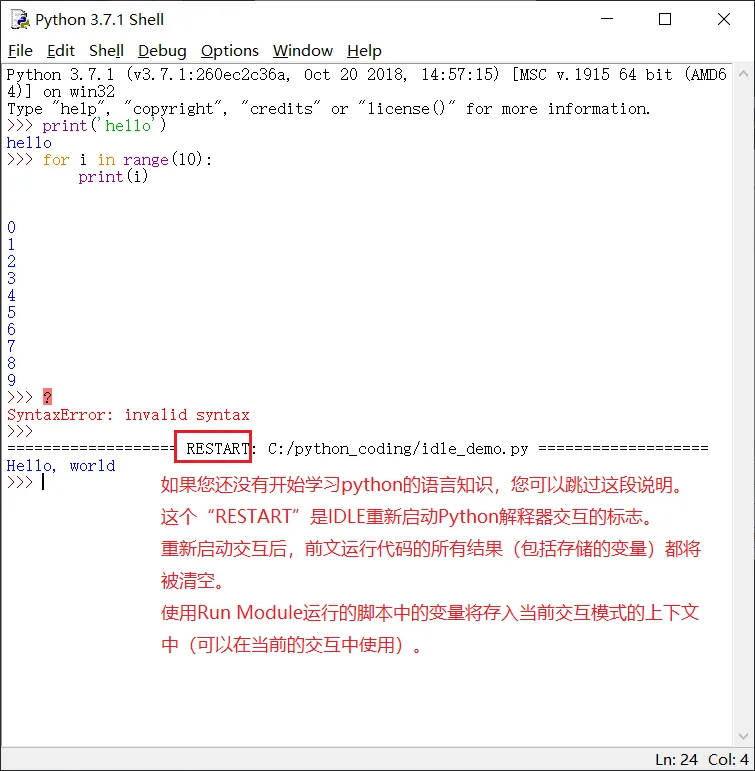 Python 3.7.1 Shell
File Edit Shell Debug Options Window Help
Python 3.7.1 (v3.7.1:260ec2c36a, Oct 20 2018, 14:57:15) [MSC v.1915 64 bit (AMD6
4)] on win32
Type "help", "copyright", "credits" or "license()" for more information.
>>> print('hello')
hello
>>> for i in range(10):
        print(i)
0
1
2
3
4
5
6
7
8
9
>>> ?
SyntaxError: invalid syntax
>>>
=================== RESTART: C:/python_coding/idle_demo.py ===================
Hello, world
>>>
如果您还没有开始学习python的语言知识，您可以跳过这段说明。
这个“RESTART”是IDLE重新启动Python解释器交互的标志。
重新启动交互后，前文运行代码的所有结果（包括存储的变量）都将
被清空。
使用Run Module运行的脚本中的变量将存入当前交互模式的上下文
中（可以在当前的交互中使用）。
Ln: 24 Col: 4